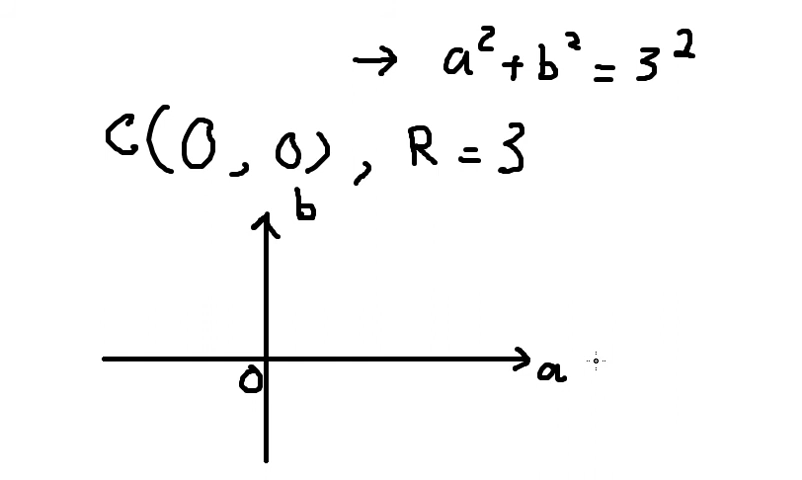 → a² + b² = 3²
C(0, 0), R = 3
b
0 a